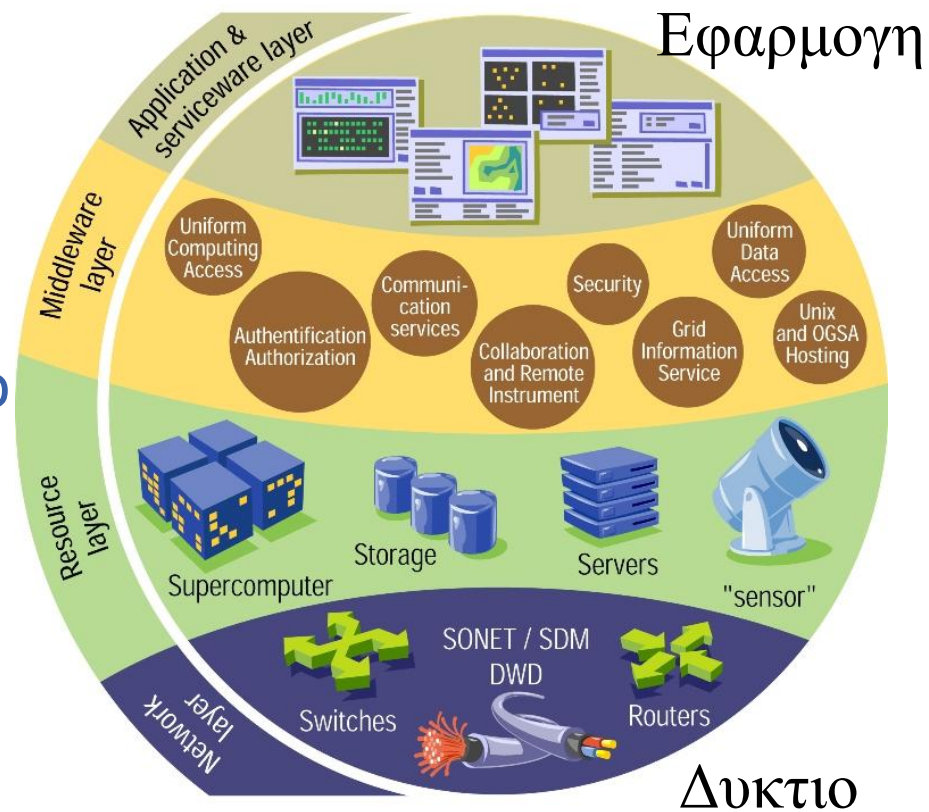 Εφαρμογη
Application &
serviceware layer
Middleware
layer
Uniform
Computing
Access
Authentification
Authorization
Communi-
cation
services
Collaboration
and Remote
Instrument
Security
Grid
Information
Service
Uniform
Data
Access
Unix
and OGSA
Hosting
Resource
layer
Supercomputer
Storage
Servers
"sensor"
Network
layer
Switches
SONET / SDM
DWD
Routers
Δυκτιο